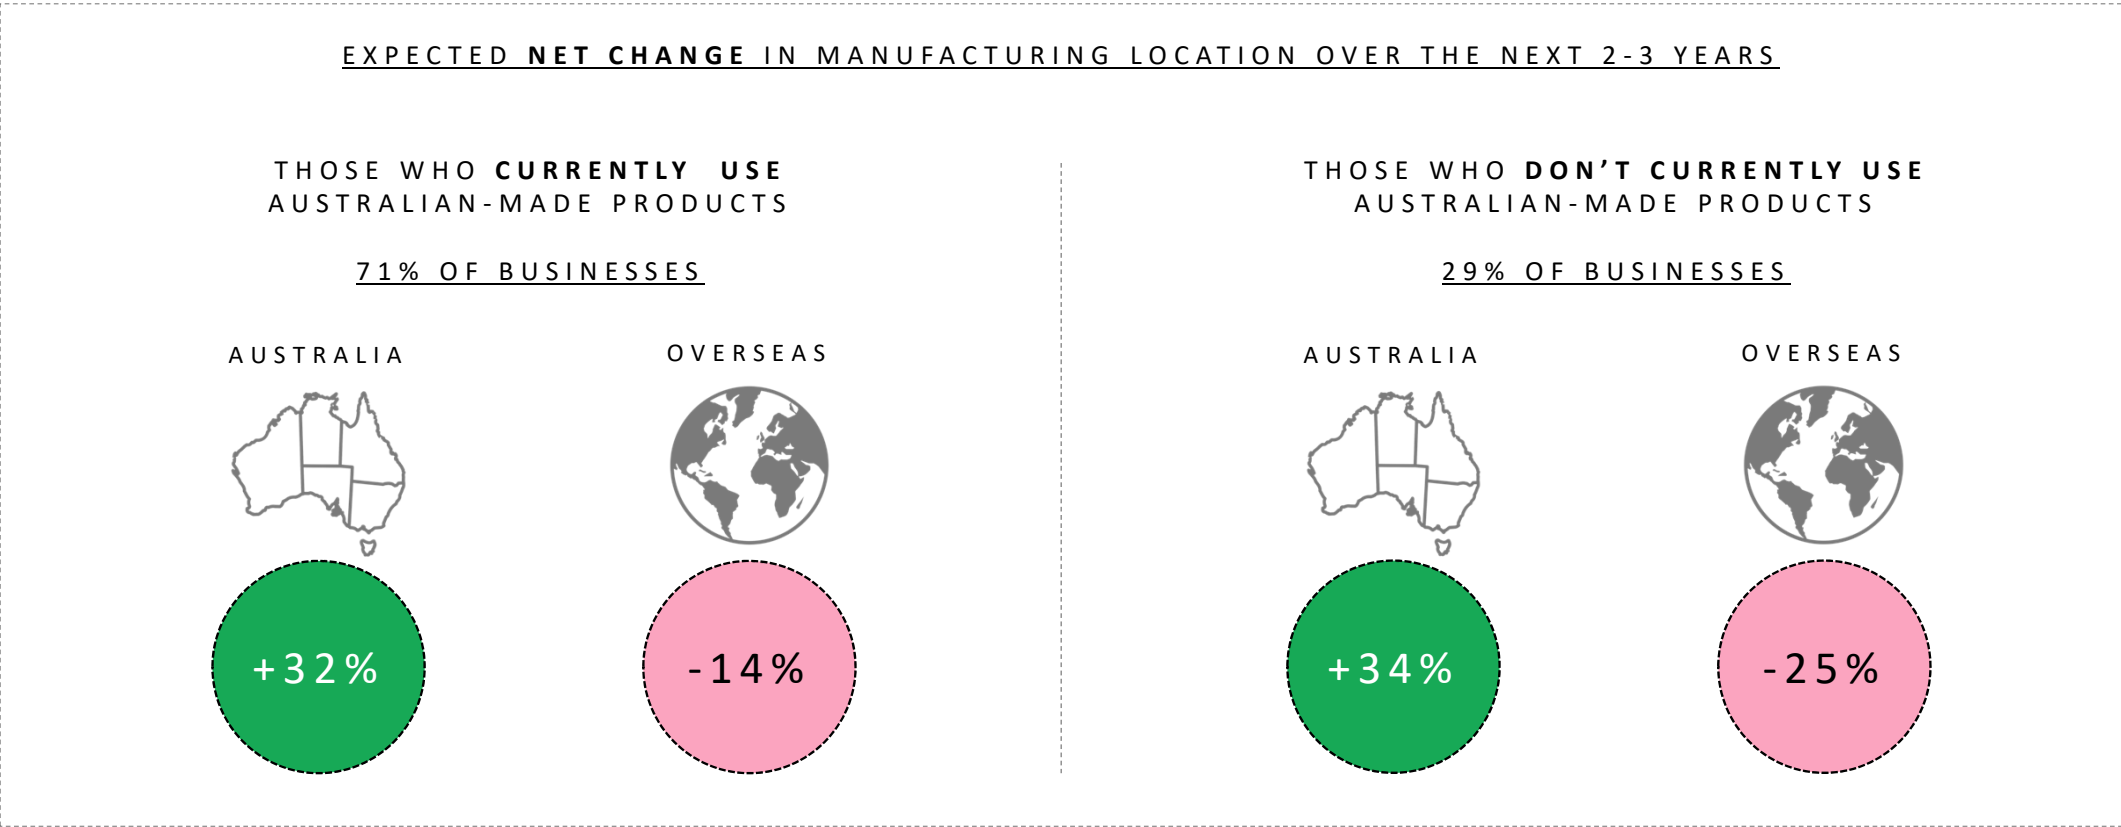 EXPECTED NET CHANGE IN MANUFACTURING LOCATION OVER THE NEXT 2-3 YEARS
THOSE WHO CURRENTLY USE
AUSTRALIAN-MADE PRODUCTS
71% OF BUSINESSES
AUSTRALIA
OVERSEAS
+32%
-14%
THOSE WHO DON’T CURRENTLY USE
AUSTRALIAN-MADE PRODUCTS
29% OF BUSINESSES
AUSTRALIA
OVERSEAS
+34%
-25%